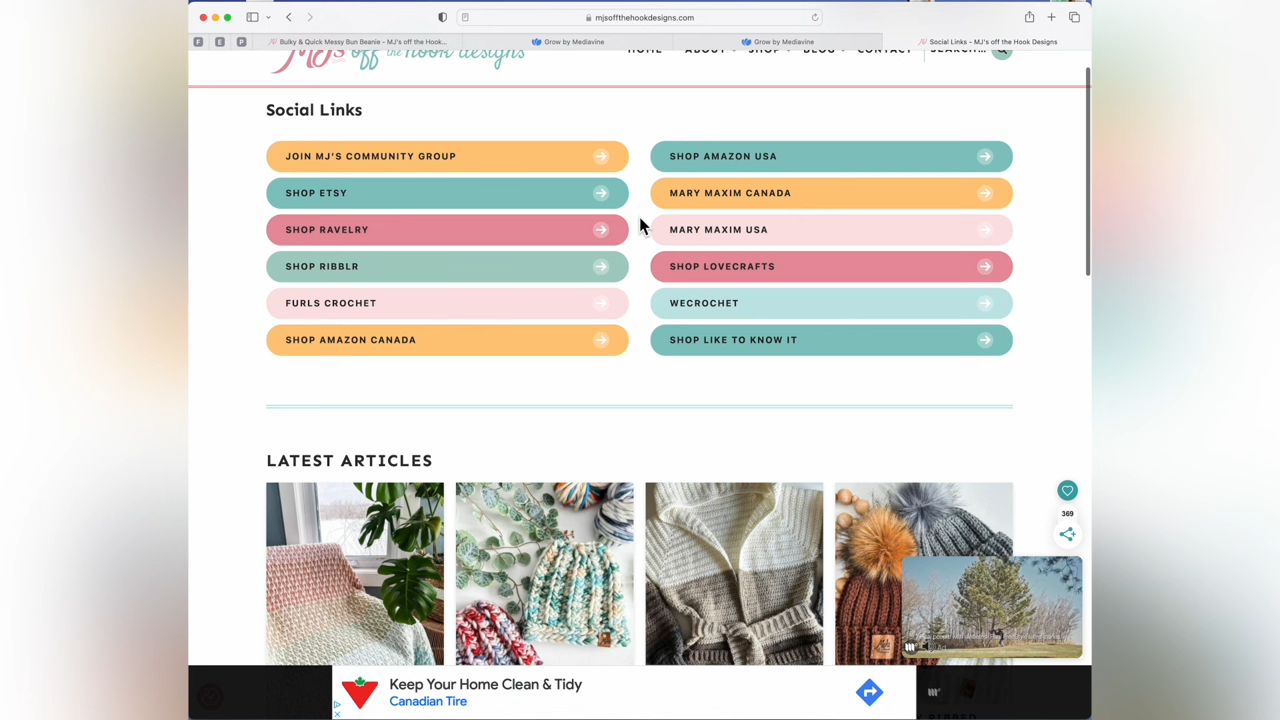 mjsoffthehookdesigns.com
F
E
P
Bulky & Quick Messy Bun Beanie - MJ's off the Hook...
Grow by Mediavine
Grow by Mediavine
Social Links - MJ's off the Hook Designs
MJ's off the hook designs
HOME
ABOUT
SHOP
BLOG
CONTACT
SEARCH...
Social Links
JOIN MJ'S COMMUNITY GROUP
SHOP AMAZON USA
SHOP ETSY
MARY MAXIM CANADA
SHOP RAVELRY
MARY MAXIM USA
SHOP RIBBLR
SHOP LOVECRAFTS
FURLS CROCHET
WECROCHET
SHOP AMAZON CANADA
SHOP LIKE TO KNOW IT
LATEST ARTICLES
369
Keep Your Home Clean & Tidy
Canadian Tire